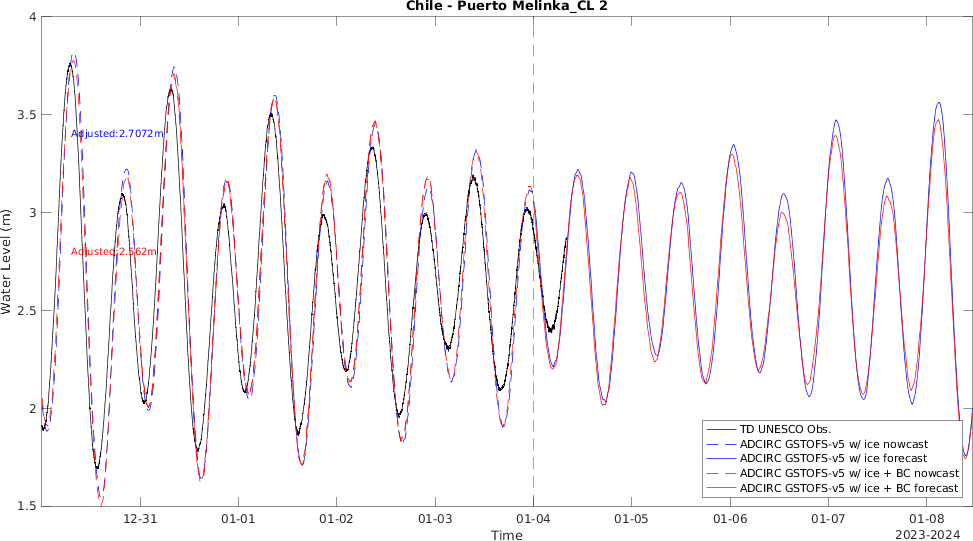 Chile - Puerto Melinka_CL 2
4
3.5
3
2.5
2
1.5
Water Level (m)
Adjusted:2.7072m
Adjusted:2.562m
TD UNESCO Obs.
ADCIRC GSTOFS-v5 w/ ice nowcast
ADCIRC GSTOFS-v5 w/ ice forecast
ADCIRC GSTOFS-v5 w/ ice + BC nowcast
ADCIRC GSTOFS-v5 w/ ice + BC forecast
12-31 01-01 01-02 01-03 01-04 01-05 01-06 01-07 01-08
Time
2023-2024